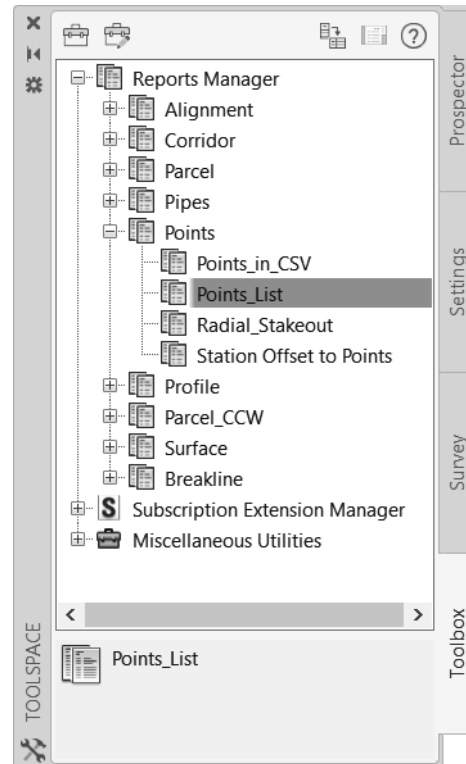 Reports Manager
Alignment
Corridor
Parcel
Pipes
Points
Points_in_CSV
Points_List
Radial_Stakeout
Station Offset to Points
Profile
Parcel_CCW
Surface
Breakline
S Subscription Extension Manager
Miscellaneous Utilities
Points_List
TOOLSPACE
Prospector
Settings
Survey
Toolbox